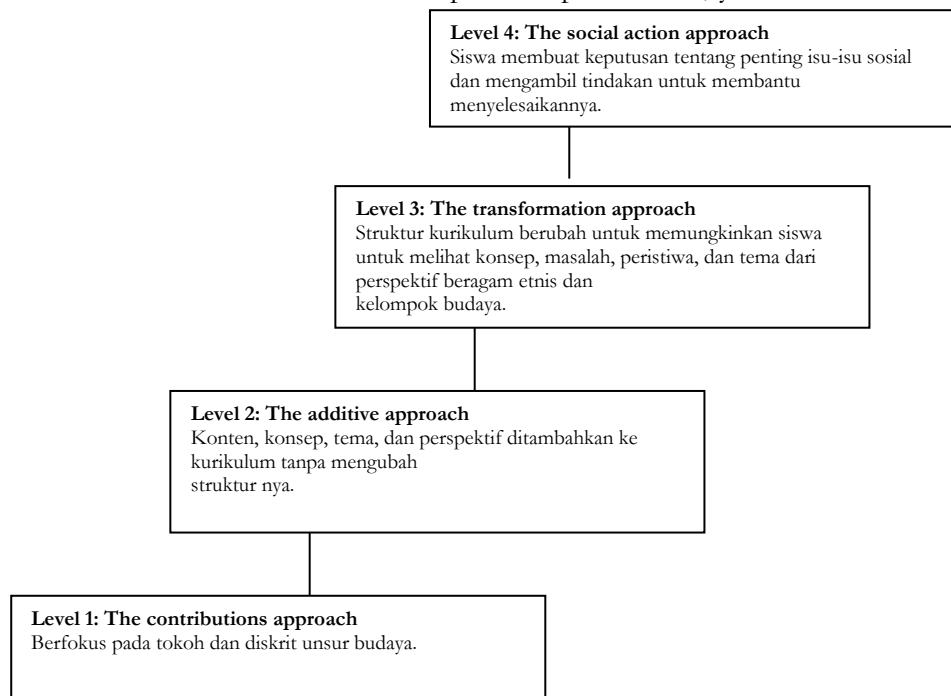 Level 4: The social action approach
Siswa membuat keputusan tentang penting isu-isu sosial
dan mengambil tindakan untuk membantu
menyelesaikannya.
Level 3: The transformation approach
Struktur kurikulum berubah untuk memungkinkan siswa
untuk melihat konsep, masalah, peristiwa, dan tema dari
perspektif beragam etnis dan
kelompok budaya.
Level 2: The additive approach
Konten, konsep, tema, dan perspektif ditambahkan ke
kurikulum tanpa mengubah
struktur nya.
Level 1: The contributions approach
Berfokus pada tokoh dan diskrit unsur budaya.